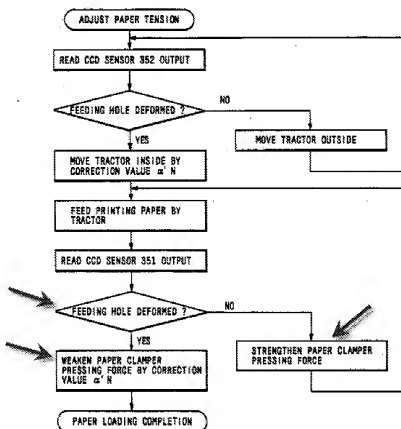 ADJUST PAPER TENSION
READ CCD SENSOR 352 OUTPUT
FEEDING HOLE DEFORMED ?
NO
YES
MOVE TRACTOR OUTSIDE
MOVE TRACTOR INSIDE BY
CORRECTION VALUE α'N
FEED PRINTING PAPER BY
TRACTOR
READ CCD SENSOR 351 OUTPUT
FEEDING HOLE DEFORMED ?
NO
YES
STRENGTHEN PAPER CLAMPER
PRESSING FORCE
WEAKEN PAPER CLAMPER
PRESSING FORCE BY CORRECTION
VALUE α'N
PAPER LOADING COMPLETION